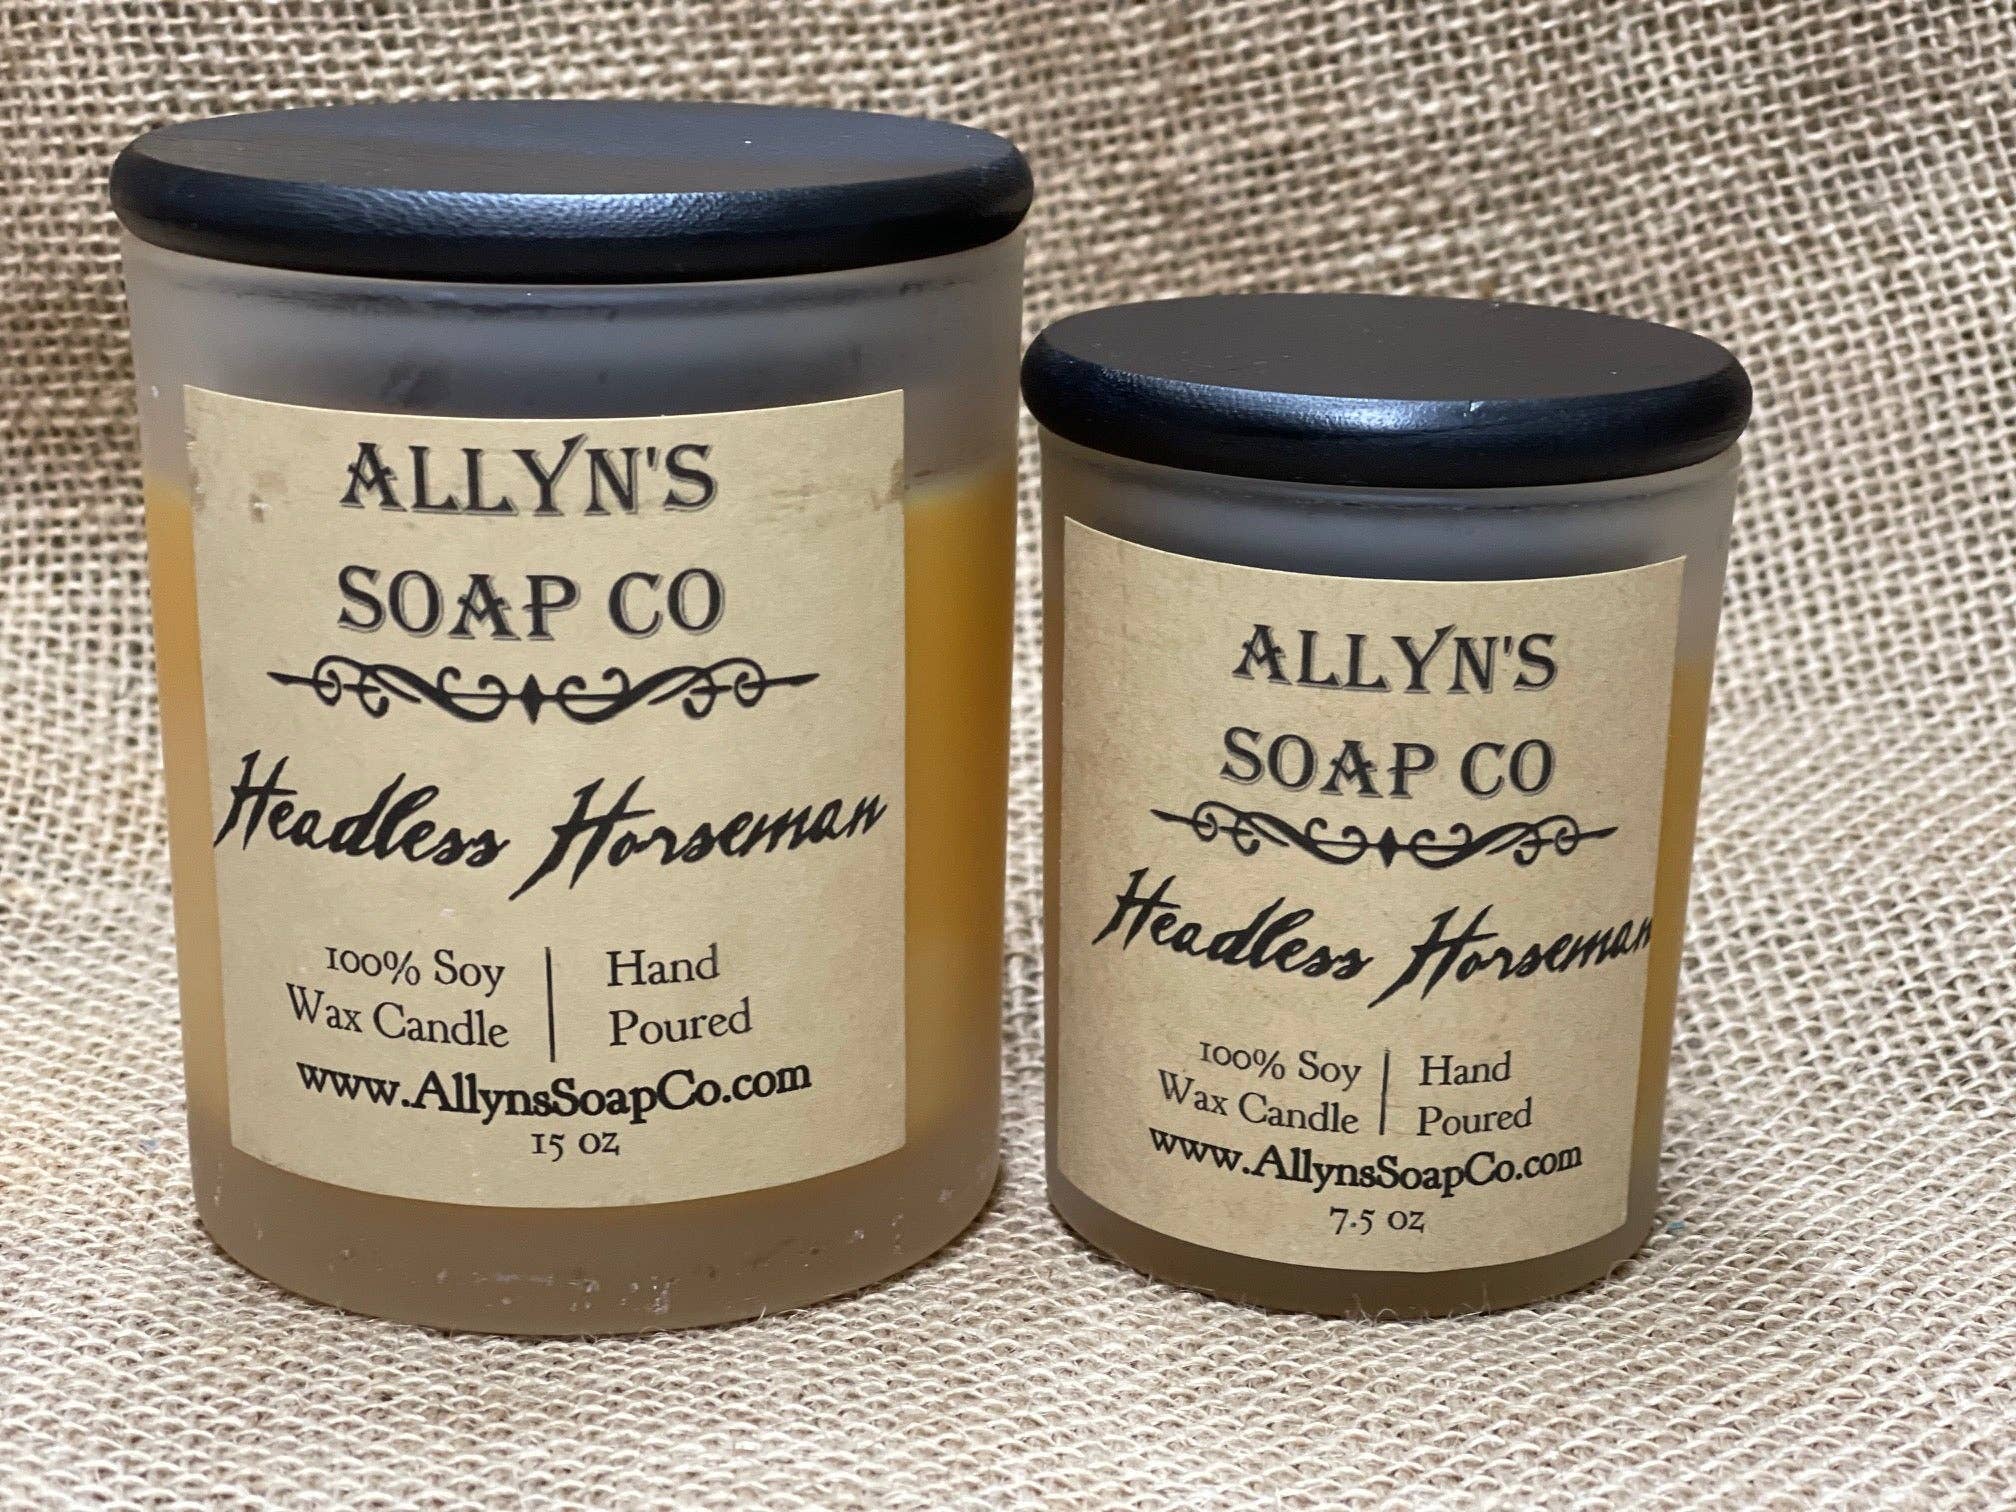 ALLYN'S
SOAP CO
Headless Horseman
100% Soy
Wax Candle
Hand
Poured
www.AllynsSoapCo.com
15 oz
ALLYN'S
SOAP CO
Headless Horseman
100% Soy
Wax Candle
Hand
Poured
www.AllynsSoapCo.com
7.5 oz